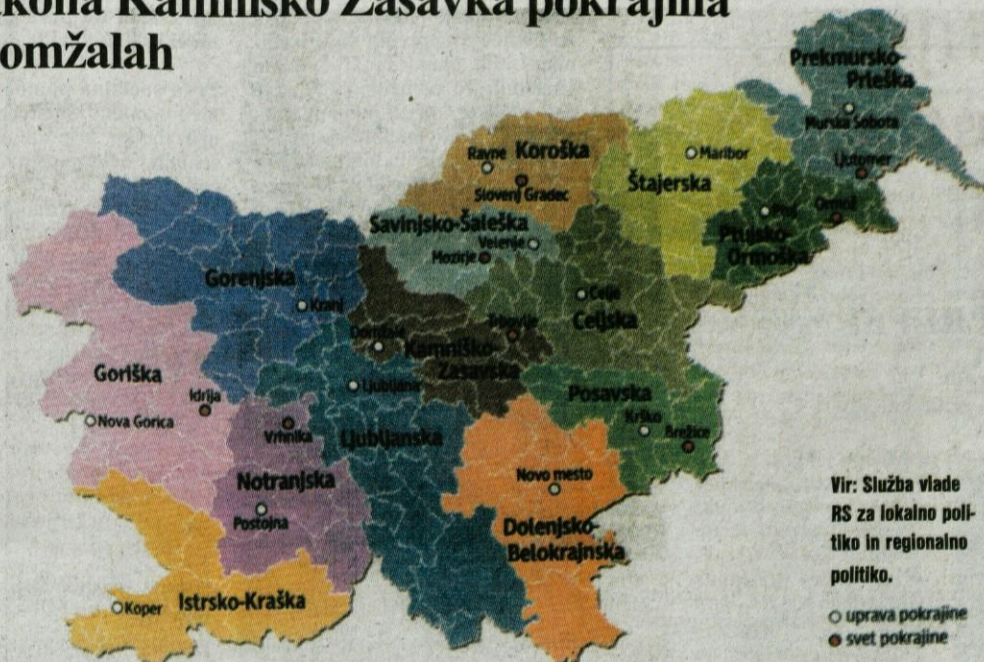 Kamniško Zasavka pokrajina
omžalah
Prekmursko-
Prleška
Murska Sobota
Ljutomer
Ravne
Koroška
Slovenj Gradec
Maribor
Štajerska
Ptuj
Ormož
Ptujsko-
Ormoška
Savinjsko-Šaleška
Velenje
Mozirje
Gorenjska
Kranj
Celje
Celjska
Trbovlje
Domžale
Kamniško-
Zasavska
Goriška
Idrija
Nova Gorica
Ljubljana
Ljubljanska
Vrhnika
Notranjska
Postojna
Posavska
Krško
Brežice
Novo mesto
Dolenjsko-
Belokrajnska
Koper
Istrsko-Kraška
Vir: Služba vlade
RS za lokalno poli-
tiko in regionalno
politiko.
uprava pokrajine
svet pokrajine